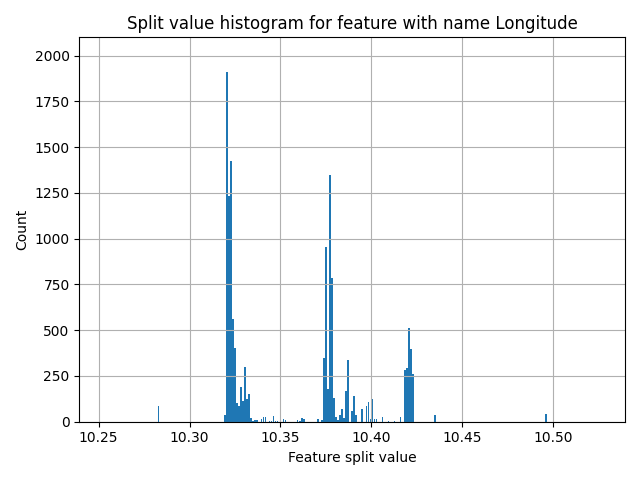 Split value histogram for feature with name Longitude
2000
1750
1500
1250
1000
750
500
250
0
Count
10.25 10.30 10.35 10.40 10.45 10.50
Feature split value